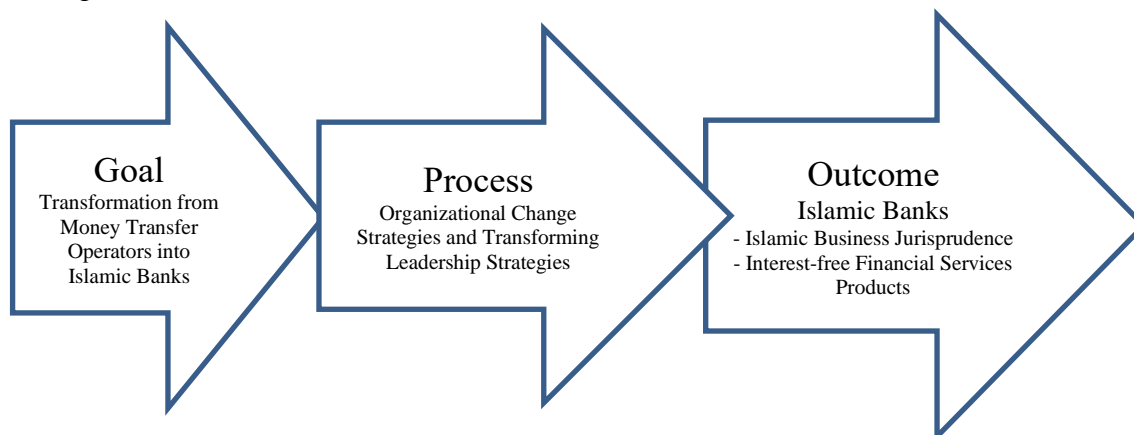 Goal
Transformation from
Money Transfer
Operators into
Islamic Banks
Process
Organizational Change
Strategies and Transforming
Leadership Strategies
Outcome
Islamic Banks
- Islamic Business Jurisprudence
- Interest-free Financial Services
Products